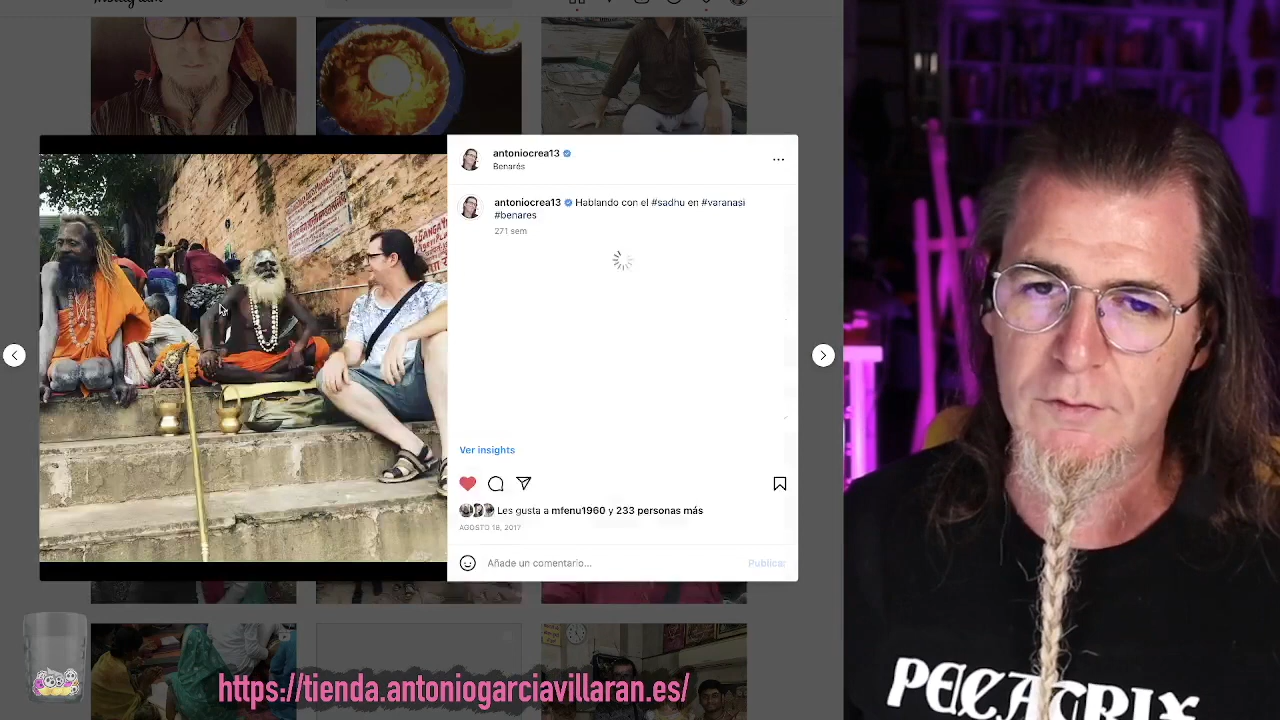 antoniocrea13
Benarés
antoniocrea13 Hablando con el #sadhu en #varanasi
#benares
271 sem
Ver insights
Les gusta a mfenu1960 y 233 personas más
AGOSTO 18, 2017
Añade un comentario...
Publicar
https://tienda.antoniogarciavillaran.es/
PECATRIX